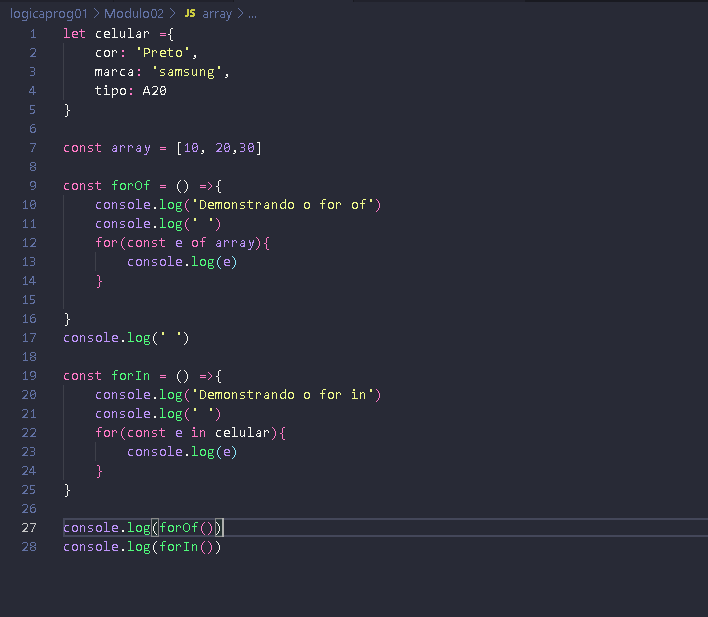 logicaprog01 > Modulo02 > JS array > ...
1 let celular ={
2     cor: 'Preto',
3     marca: 'samsung',
4     tipo: A20
5 }
6
7 const array = [10, 20,30]
8
9 const forOf = () =>{
10     console.log('Demonstrando o for of')
11     console.log(' ')
12     for(const e of array){
13         console.log(e)
14     }
15
16 }
17 console.log(' ')
18
19 const forIn = () =>{
20     console.log('Demonstrando o for in')
21     console.log(' ')
22     for(const e in celular){
23         console.log(e)
24     }
25 }
26
27 console.log(forOf())
28 console.log(forIn())